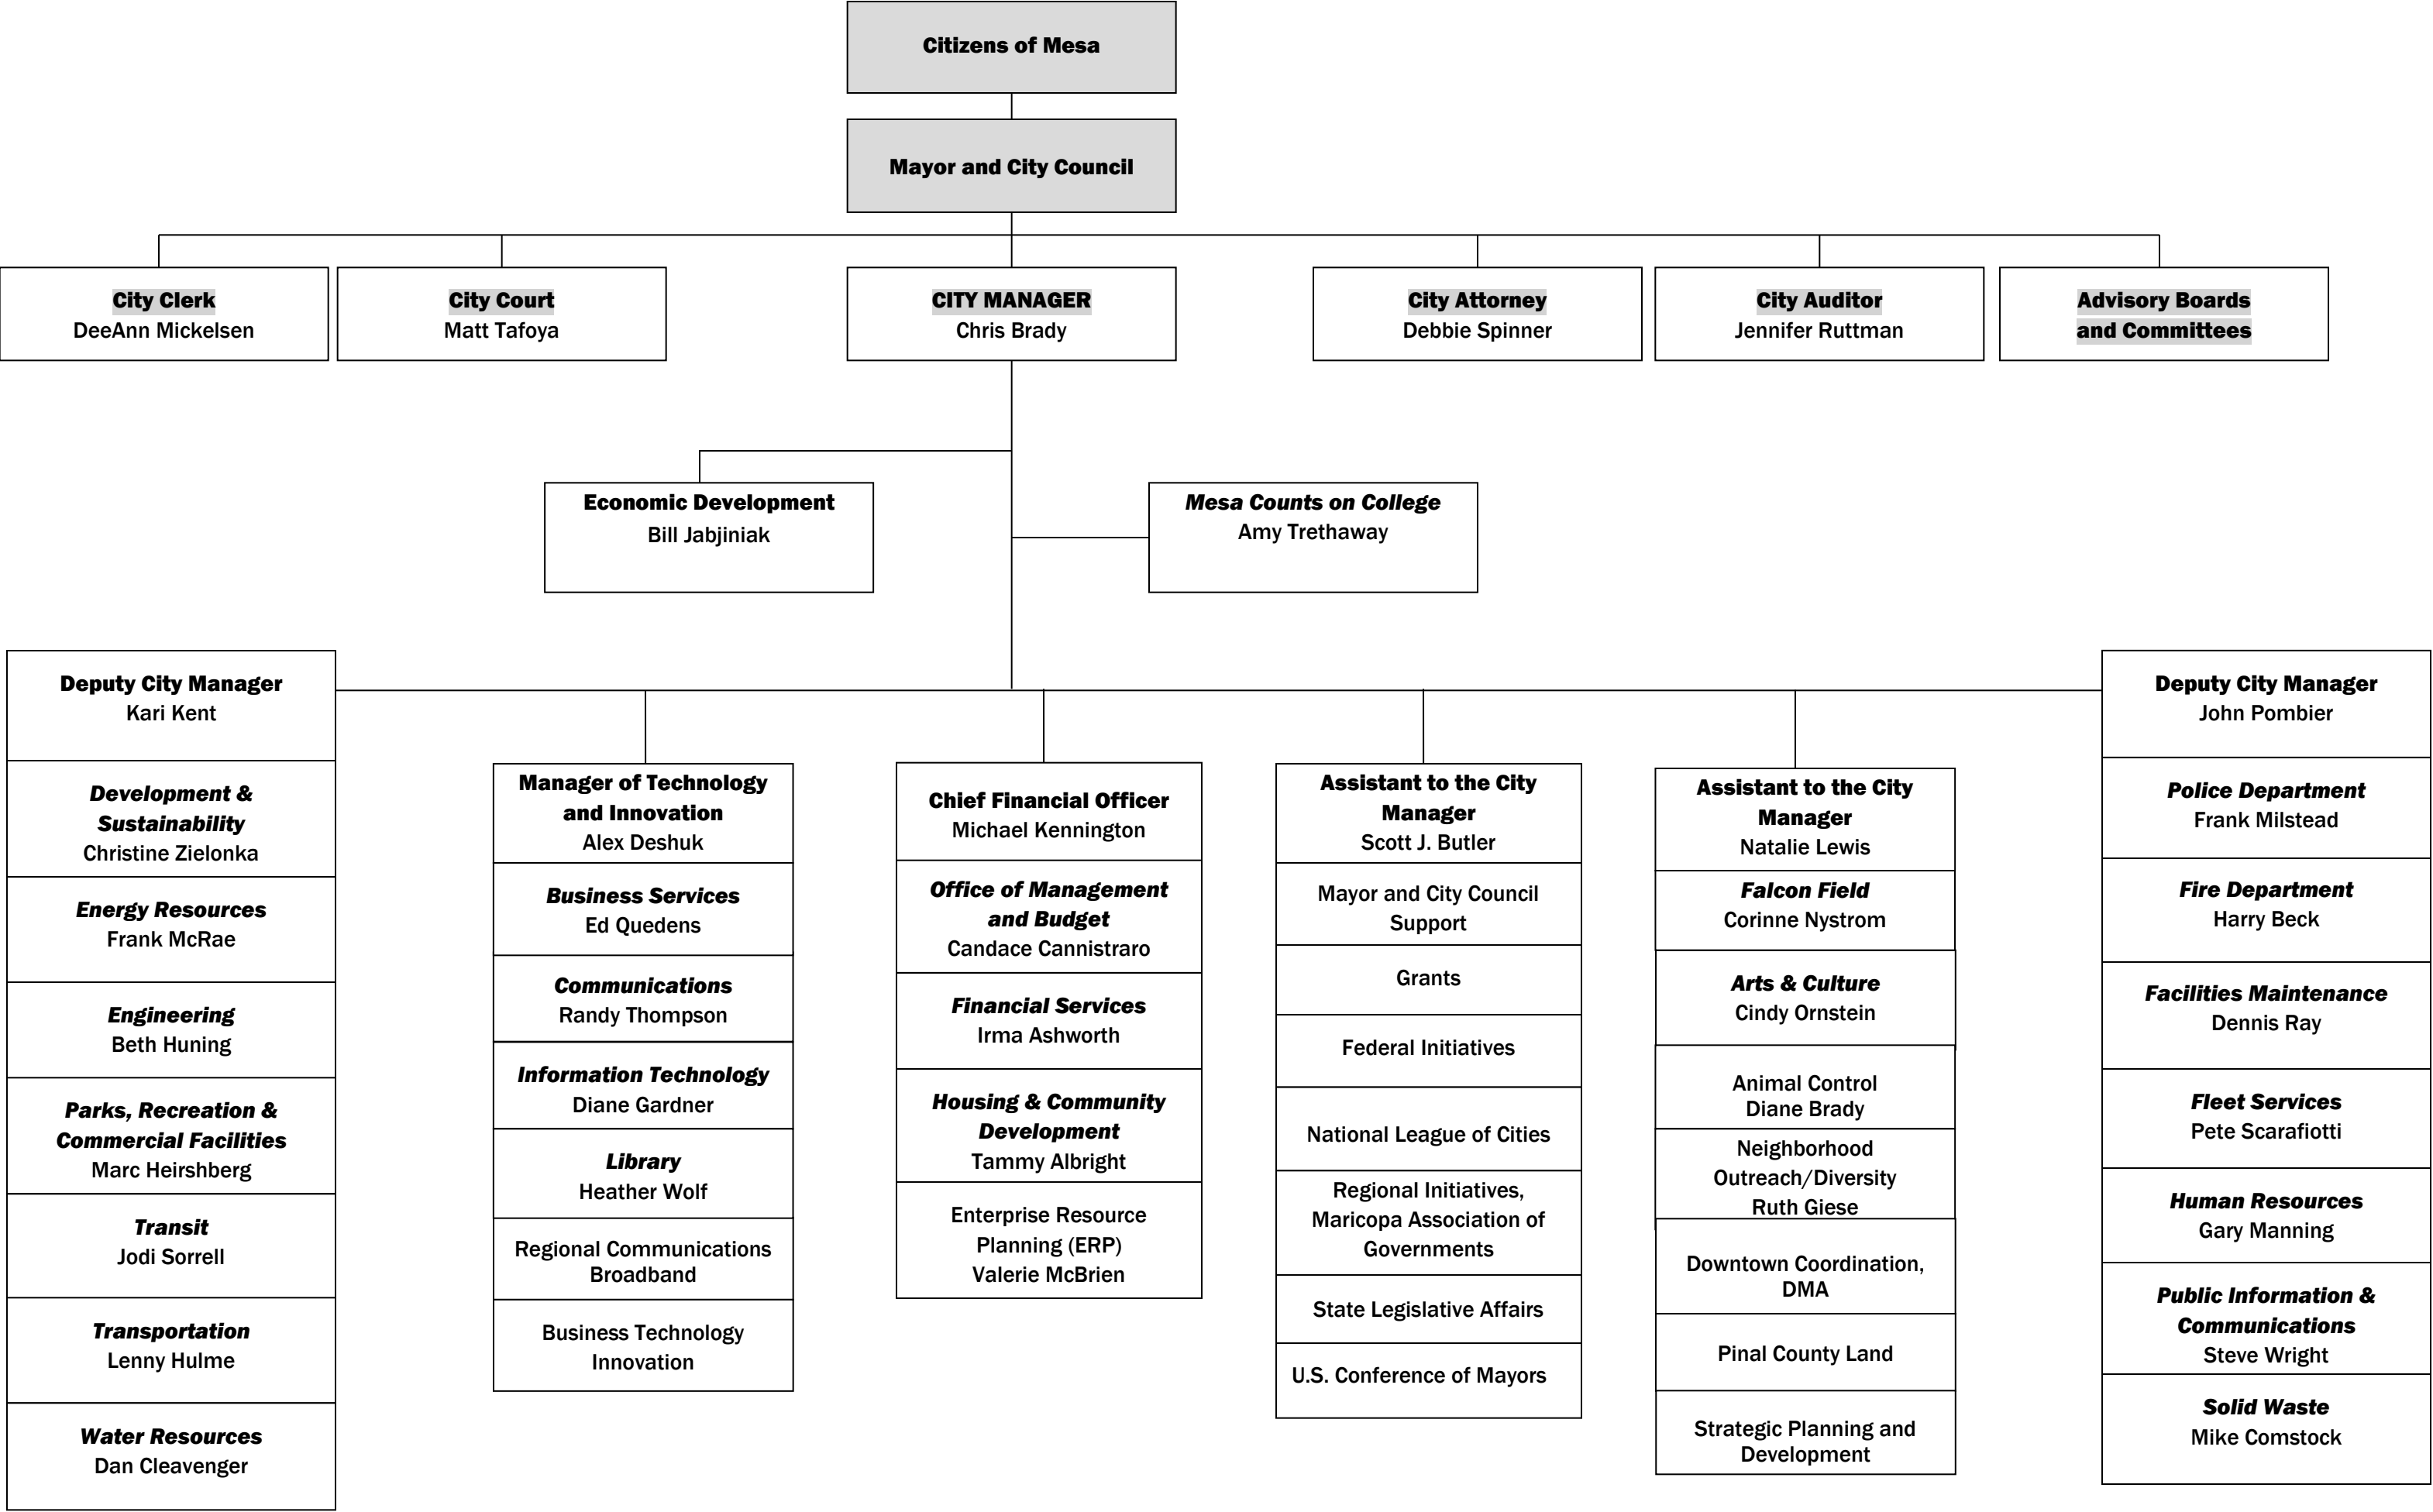 Citizens of Mesa
Mayor and City Council
City Clerk
DeeAnn Mickelsen
City Court
Matt Tafoya
CITY MANAGER
Chris Brady
City Attorney
Debbie Spinner
City Auditor
Jennifer Ruttman
Advisory Boards
and Committees
Economic Development
Bill Jabjiniak
Mesa Counts on College
Amy Trethaway
Deputy City Manager
Kari Kent
Development &
Sustainability
Christine Zielonka
Energy Resources
Frank McRae
Engineering
Beth Huning
Parks, Recreation &
Commercial Facilities
Marc Heirshberg
Transit
Jodi Sorrell
Transportation
Lenny Hulme
Water Resources
Dan Cleavenger
Manager of Technology
and Innovation
Alex Deshuk
Business Services
Ed Quedens
Communications
Randy Thompson
Information Technology
Diane Gardner
Library
Heather Wolf
Regional Communications
Broadband
Business Technology
Innovation
Chief Financial Officer
Michael Kennington
Office of Management
and Budget
Candace Cannistraro
Financial Services
Irma Ashworth
Housing & Community
Development
Tammy Albright
Enterprise Resource
Planning (ERP)
Valerie McBrien
Assistant to the City
Manager
Scott J. Butler
Mayor and City Council
Support
Grants
Federal Initiatives
National League of Cities
Regional Initiatives,
Maricopa Association of
Governments
State Legislative Affairs
U.S. Conference of Mayors
Assistant to the City
Manager
Natalie Lewis
Falcon Field
Corinne Nystrom
Arts & Culture
Cindy Ornstein
Animal Control
Diane Brady
Neighborhood
Outreach/Diversity
Ruth Giese
Downtown Coordination,
DMA
Pinal County Land
Strategic Planning and
Development
Deputy City Manager
John Pombier
Police Department
Frank Milstead
Fire Department
Harry Beck
Facilities Maintenance
Dennis Ray
Fleet Services
Pete Scarafiotti
Human Resources
Gary Manning
Public Information &
Communications
Steve Wright
Solid Waste
Mike Comstock